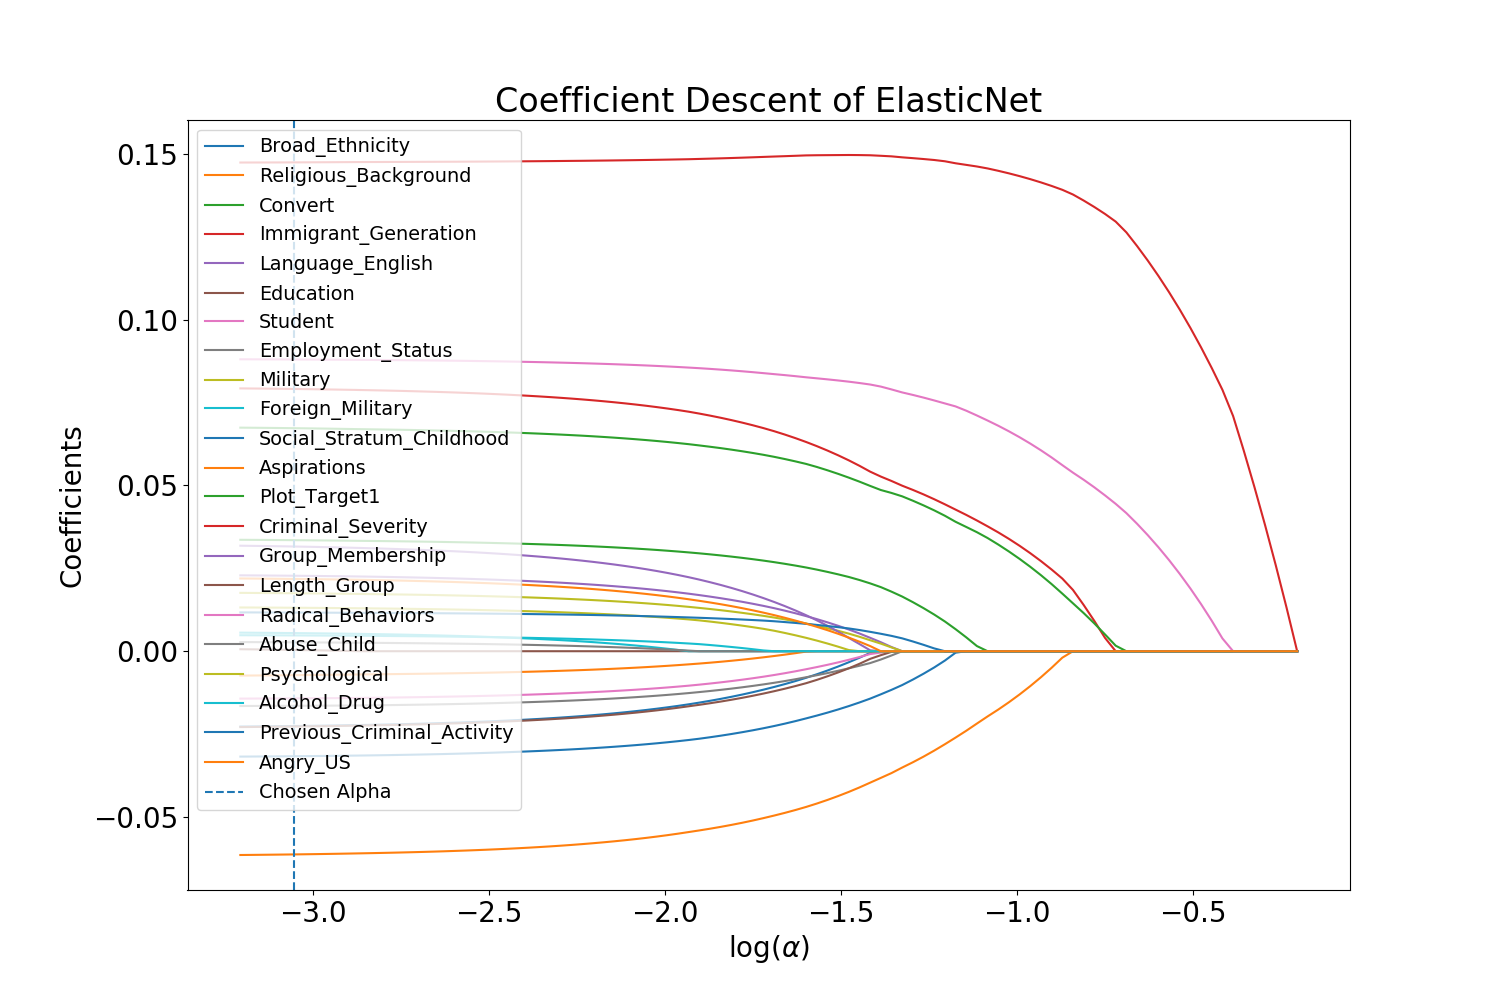 Coefficient Descent of ElasticNet
0.15
0.10
0.05
0.00
−0.05
Coefficients
Broad_Ethnicity
Religious_Background
Convert
Immigrant_Generation
Language_English
Education
Student
Employment_Status
Military
Foreign_Military
Social_Stratum_Childhood
Aspirations
Plot_Target1
Criminal_Severity
Group_Membership
Length_Group
Radical_Behaviors
Abuse_Child
Psychological
Alcohol_Drug
Previous_Criminal_Activity
Angry_US
Chosen Alpha
−3.0 −2.5 −2.0 −1.5 −1.0 −0.5
log(α)